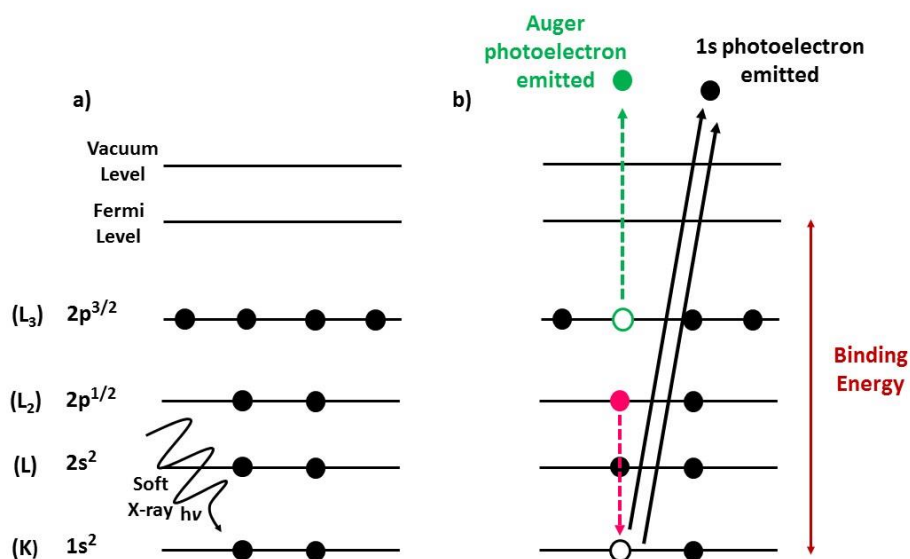 a)
Vacuum
Level
Fermi
Level
(L₃) 2p³/²
(L₂) 2p¹/²
(L) 2s²
Soft
X-ray hν
(K) 1s²
b)
Auger
photoelectron
emitted
1s photoelectron
emitted
Binding
Energy